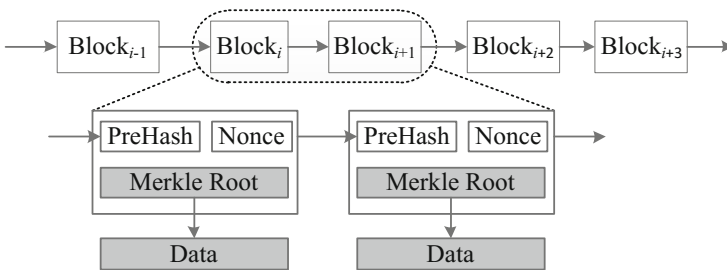 Block_{i-1} Block_i Block_{i+1} Block_{i+2} Block_{i+3}
PreHash Nonce PreHash Nonce
Merkle Root Merkle Root
Data Data